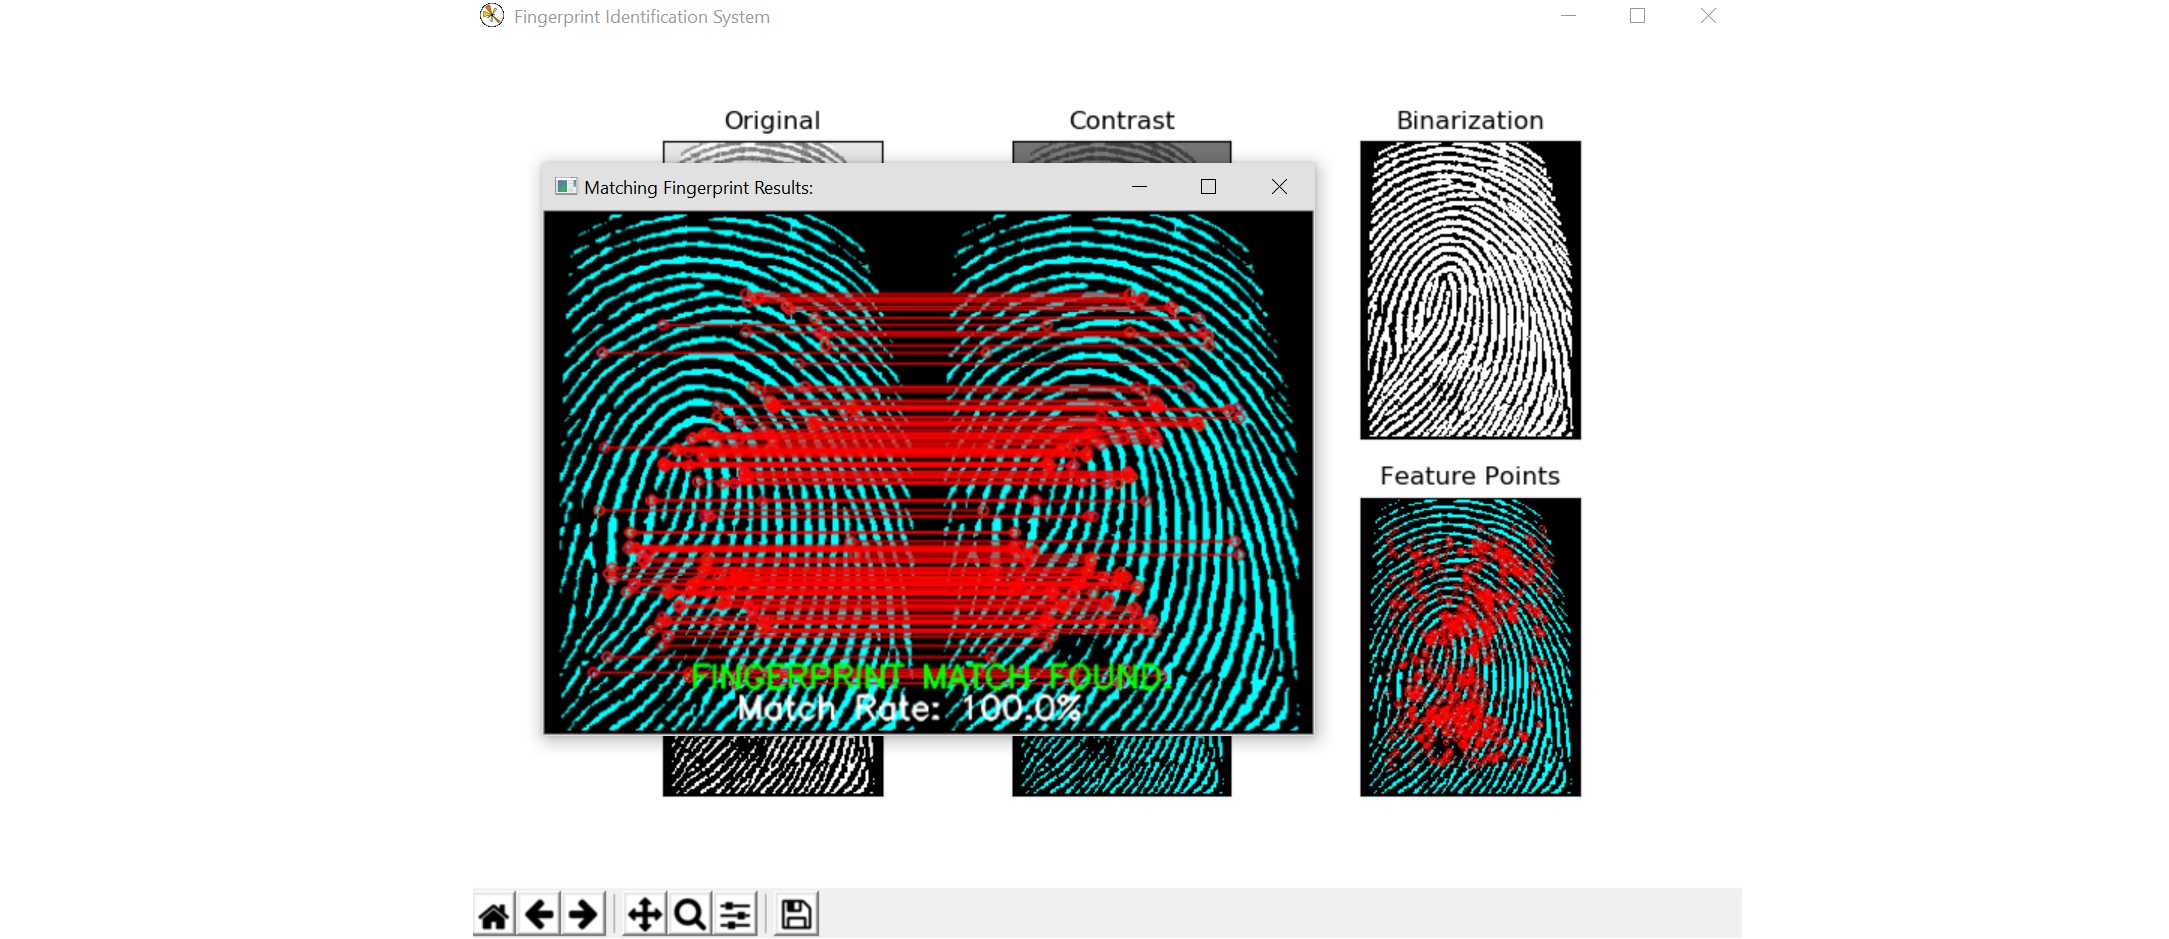 Fingerprint Identification System
Original
Contrast
Binarization
Matching Fingerprint Results:
Feature Points
FINGERPRINT MATCH FOUND.
Match Rate: 100.0%